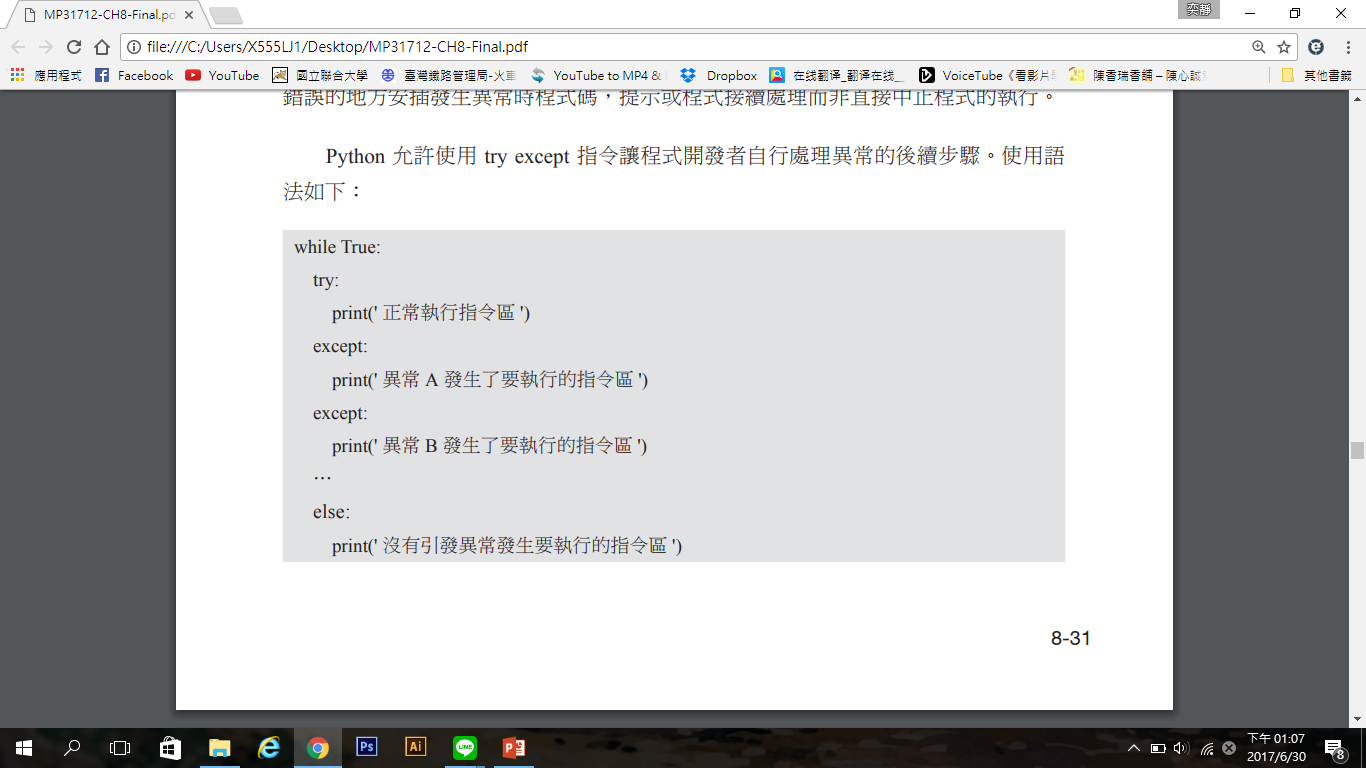 MP31712-CH8-Final.pd
奕靜
file:///C:/Users/X555LJ1/Desktop/MP31712-CH8-Final.pdf
應用程式 Facebook YouTube 國立聯合大學 臺灣鐵路管理局-火車 YouTube to MP4 & Dropbox 在线翻译_翻译在线_ VoiceTube《看影片 陳香瑞香舖 – 陳心誠 其他書籤
錯誤的地方安插發生異常時程式碼，提示或程式接續處理而非直接中止程式的執行。
Python 允許使用 try except 指令讓程式開發者自行處理異常的後續步驟。使用語
法如下：
while True:
try:
print(' 正常執行指令區 ')
except:
print(' 異常 A 發生了要執行的指令區 ')
except:
print(' 異常 B 發生了要執行的指令區 ')
…
else:
print(' 沒有引發異常發生要執行的指令區 ')
8-31
Ps Ai LINE
下午 01:07
2017/6/30
8